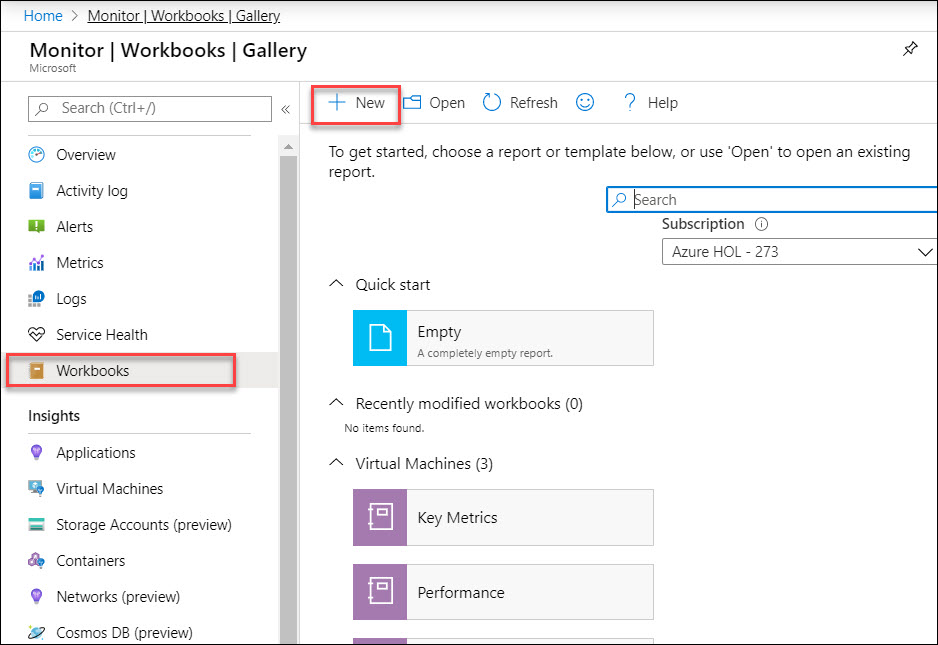 Home > Monitor | Workbooks | Gallery
Monitor | Workbooks | Gallery
Microsoft
Search (Ctrl+/)
«
Overview
Activity log
Alerts
Metrics
Logs
Service Health
Workbooks
Insights
Applications
Virtual Machines
Storage Accounts (preview)
Containers
Networks (preview)
Cosmos DB (preview)
+ New
Open
Refresh
? Help
To get started, choose a report or template below, or use 'Open' to open an existing
report.
Search
Subscription
Azure HOL - 273
Quick start
Empty
A completely empty report.
Recently modified workbooks (0)
No items found.
Virtual Machines (3)
Key Metrics
Performance